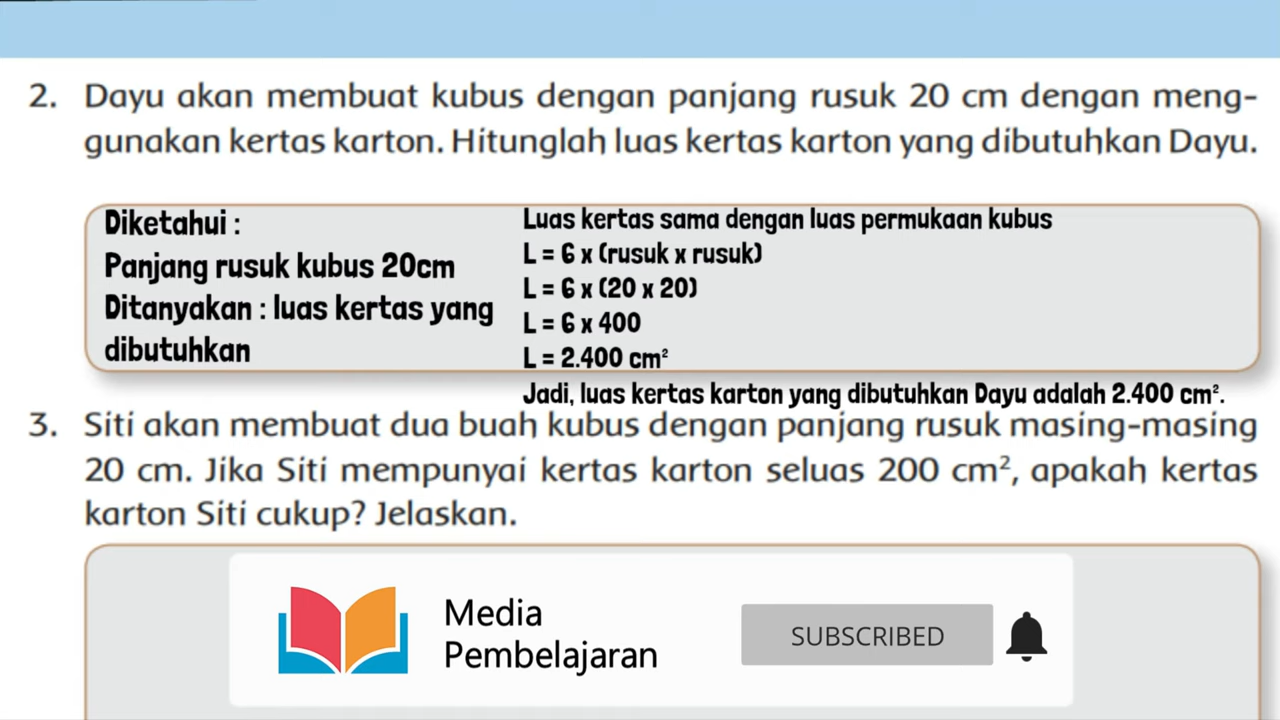 2. Dayu akan membuat kubus dengan panjang rusuk 20 cm dengan meng-
gunakan kertas karton. Hitunglah luas kertas karton yang dibutuhkan Dayu.
Diketahui :
Panjang rusuk kubus 20cm
Ditanyakan : luas kertas yang
dibutuhkan
Luas kertas sama dengan luas permukaan kubus
L = 6 x (rusuk x rusuk)
L = 6 x (20 x 20)
L = 6 x 400
L = 2.400 cm²
Jadi, luas kertas karton yang dibutuhkan Dayu adalah 2.400 cm².
3. Siti akan membuat dua buah kubus dengan panjang rusuk masing-masing
20 cm. Jika Siti mempunyai kertas karton seluas 200 cm², apakah kertas
karton Siti cukup? Jelaskan.
Media
Pembelajaran
SUBSCRIBED